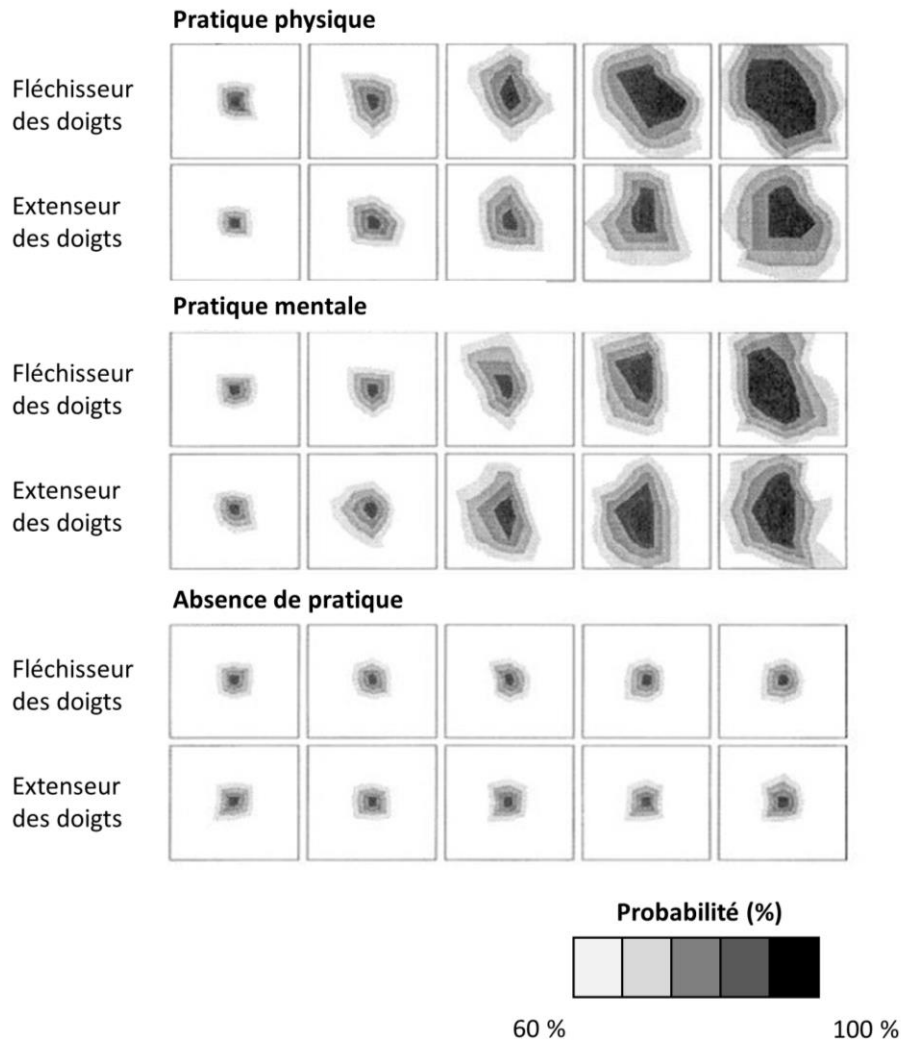 Pratique physique
Fléchisseur
des doigts
Extenseur
des doigts
Pratique mentale
Fléchisseur
des doigts
Extenseur
des doigts
Absence de pratique
Fléchisseur
des doigts
Extenseur
des doigts
Probabilité (%)
60 %
100 %